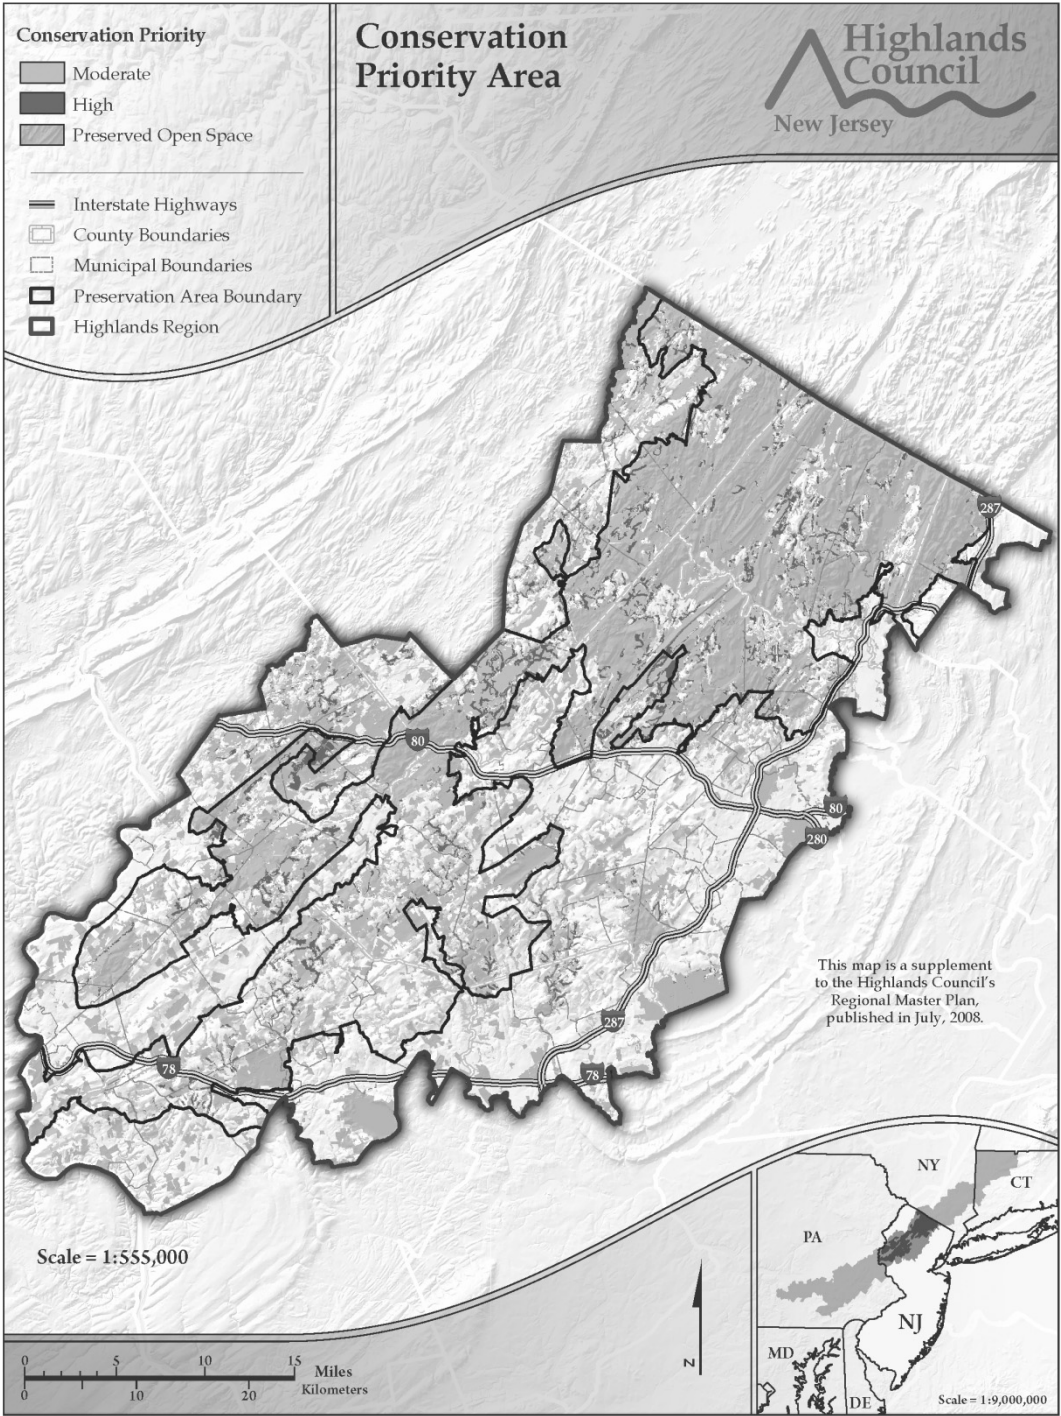 Conservation Priority
Moderate
High
Preserved Open Space
Interstate Highways
County Boundaries
Municipal Boundaries
Preservation Area Boundary
Highlands Region
Conservation
Priority Area
Highlands
Council
New Jersey
287
80
80
280
287
78
78
This map is a supplement
to the Highlands Council's
Regional Master Plan,
published in July, 2008.
Scale = 1:555,000
0 5 10 15
Miles
Kilometers
0 10 20
N
NY
CT
PA
NJ
MD
DE
Scale = 1:9,000,000